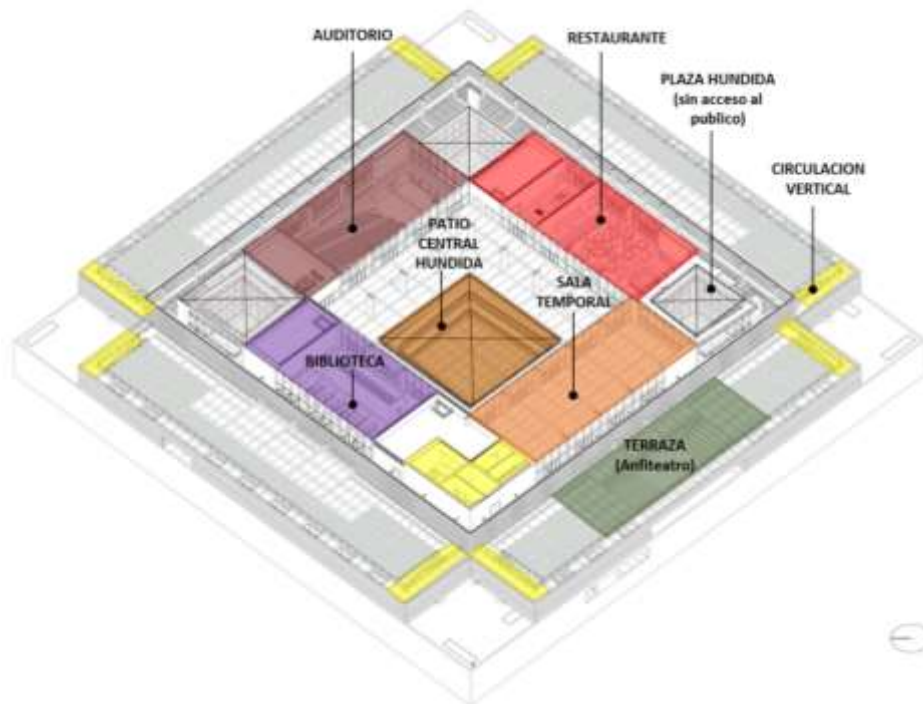 AUDITORIO
RESTAURANTE
PLAZA HUNDIDA
(sin acceso al
publico)
CIRCULACION
VERTICAL
PATIO
CENTRAL
HUNDIDA
SALA
TEMPORAL
BIBLIOTECA
TERRAZA
(Anfiteatro)